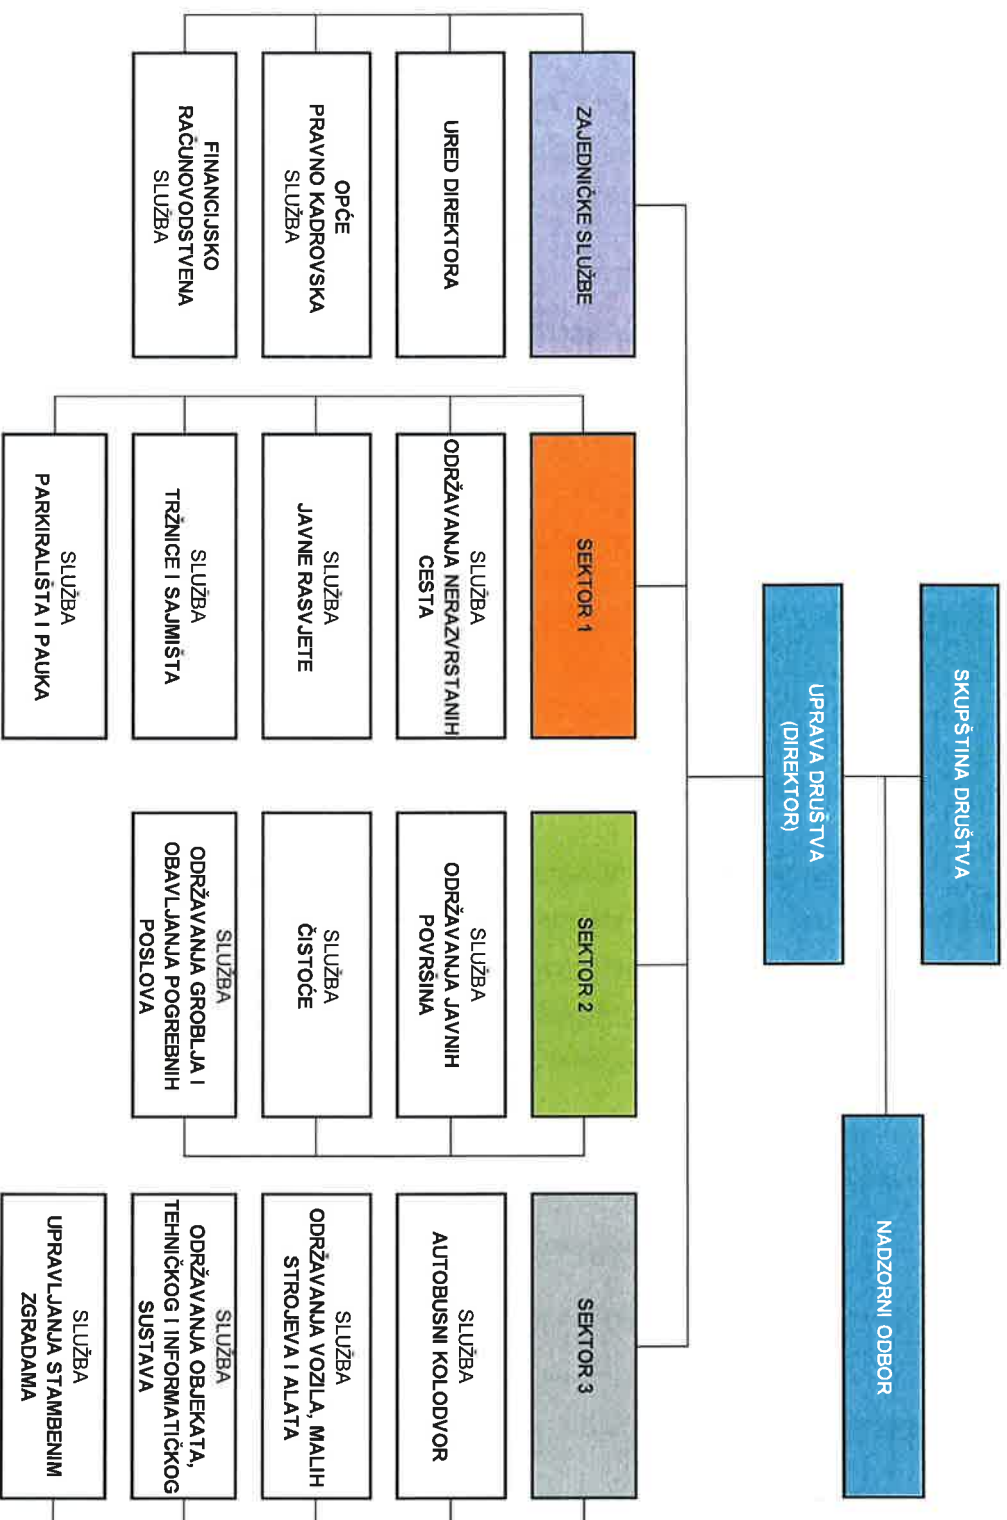 SKUPŠTINA DRUŠTVA
NADZORNI ODBOR
UPRAVA DRUŠTVA
(DIREKTOR)
ZAJEDNIČKE SLUŽBE
URED DIREKTORA
OPĆE
PRAVNO KADROVSKA
SLUŽBA
FINANCIJSKO
RAČUNOVODSTVENA
SLUŽBA
SEKTOR 1
SLUŽBA
ODRŽAVANJA NERAZVRSTANIH
CESTA
SLUŽBA
JAVNE RASVJETE
SLUŽBA
TRŽNICE I SAJMIŠTA
SLUŽBA
PARKIRALIŠTA I PAUKA
SEKTOR 2
SLUŽBA
ODRŽAVANJA JAVNIH
POVRŠINA
SLUŽBA
ČISTOĆE
SLUŽBA
ODRŽAVANJA GROBLJA I
OBAVLJANJA POGREBNIH
POSLOVA
SEKTOR 3
SLUŽBA
AUTOBUSNI KOLODVOR
SLUŽBA
ODRŽAVANJA VOZILA, MALIH
STROJEVA I ALATA
SLUŽBA
ODRŽAVANJA OBJEKATA,
TEHNIČKOG I INFORMATIČKOG
SUSTAVA
SLUŽBA
UPRAVLJANJA STAMBENIM
ZGRADAMA